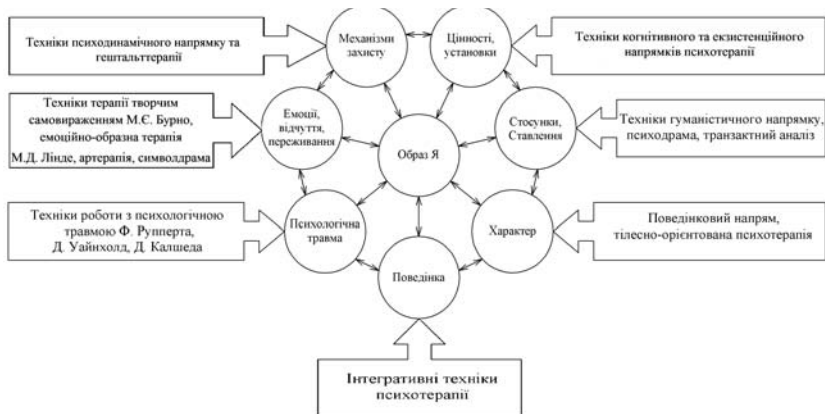 Техніки психодинамічного напрямку та
гештальттерапії
Механізми
захисту
Цінності,
установки
Техніки когнітивного та екзистенційного
напрямків психотерапії
Техніки терапії творчим
самовираженням М.Є. Бурно,
емоційно-образна терапія
М.Д. Лінде, артерапія, символдрама
Емоції,
відчуття,
переживання
Образ Я
Стосунки,
Ставлення
Техніки гуманістичного напрямку,
психодрама, транзактний аналіз
Техніки роботи з психологічною
травмою Ф. Рупперта,
Д. Уайнхолд, Д. Калшеда
Психологічна
травма
Поведінка
Характер
Поведінковий напрям,
тілесно-орієнтована психотерапія
Інтегративні техніки
психотерапії